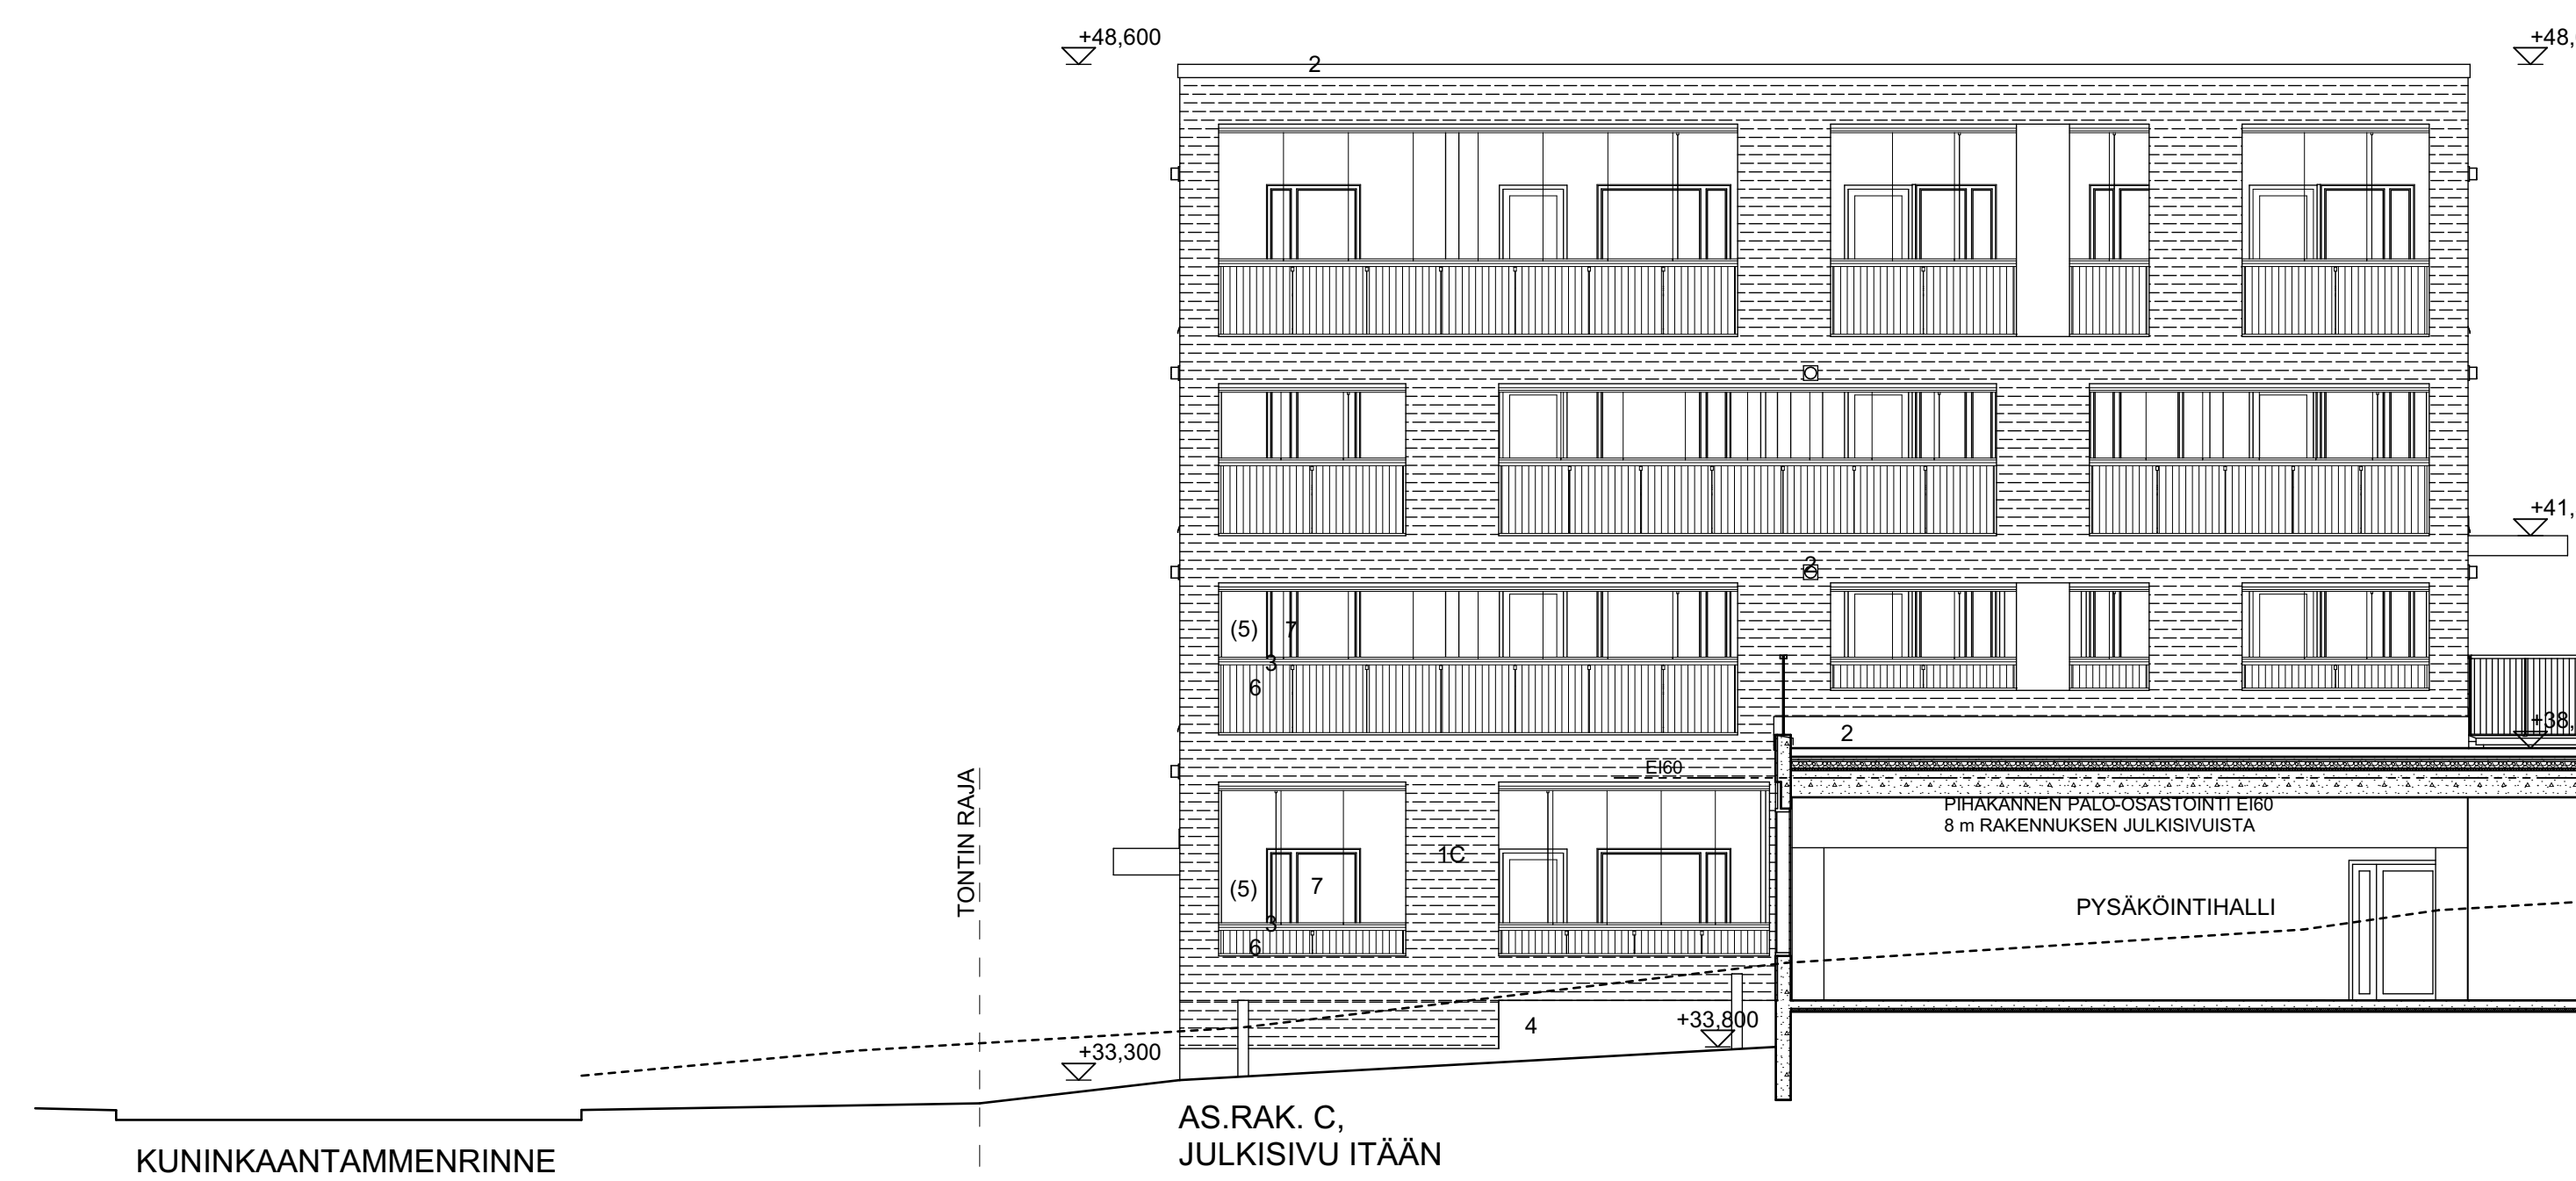 +48,600
+48,
2
+41,
2
(5)
7
3
6
+38,
2
EI60
TONTIN RAJA
PIHAKANNEN PALO-OSASTOINTI EI60
8 m RAKENNUKSEN JULKISIVUISTA
1C
(5)
7
3
6
PYSÄKÖINTIHALLI
4
+33,800
+33,300
AS.RAK. C,
JULKISIVU ITÄÄN
KUNINKAANTAMMENRINNE